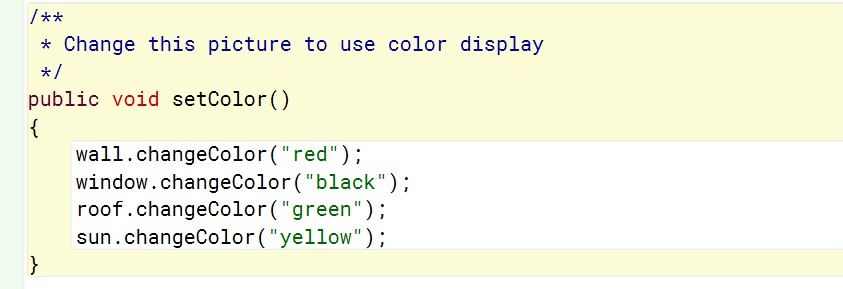 /**
 * Change this picture to use color display
 */
public void setColor()
{
    wall.changeColor("red");
    window.changeColor("black");
    roof.changeColor("green");
    sun.changeColor("yellow");
}